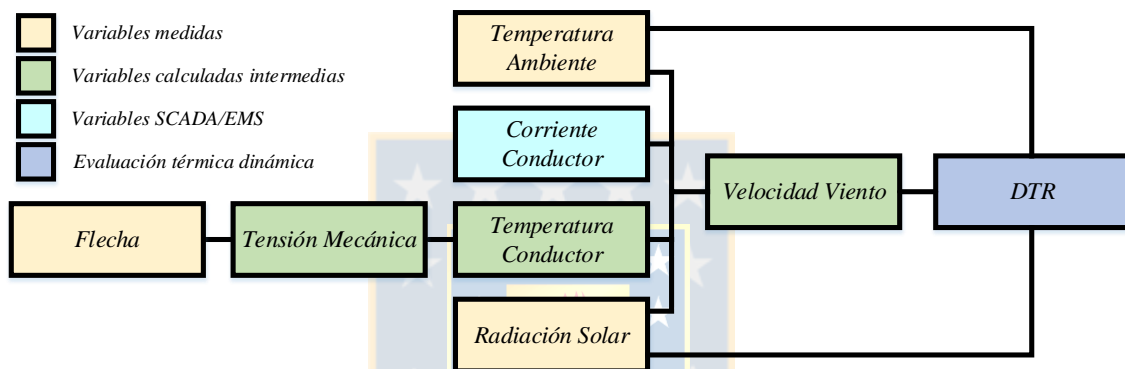 Variables medidas
Variables calculadas intermedias
Variables SCADA/EMS
Evaluación térmica dinámica
Temperatura
Ambiente
Corriente
Conductor
Flecha
Tensión Mecánica
Temperatura
Conductor
Velocidad Viento
DTR
Radiación Solar